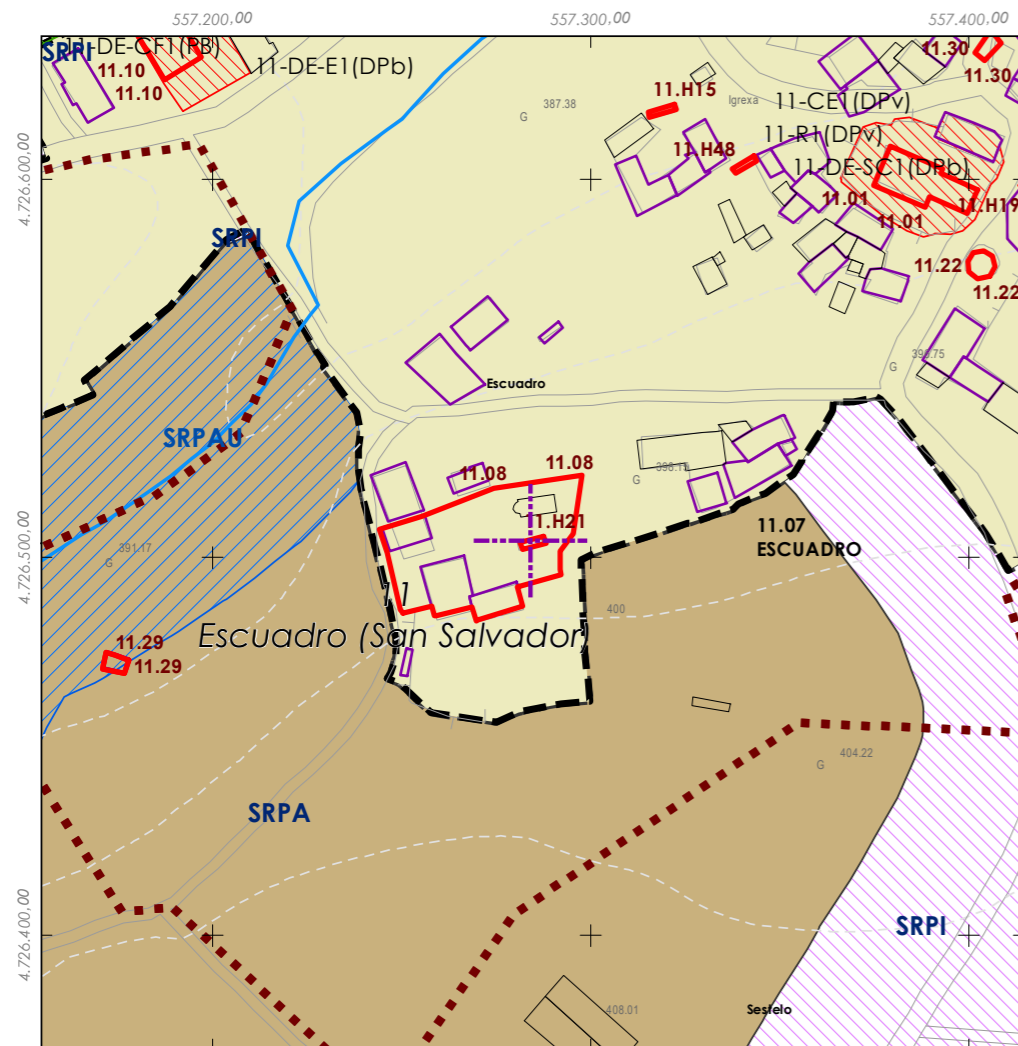 557.200,00
557.300,00
557.400,00
4.726.600,00
4.726.500,00
4.726.400,00
SRPI
11-DE-CF1(PB)
11.10
11.10
11-DE-E1(DPb)
387.38
G
11.H15
Igrexa
11.30
11.30
11-CE1(DPv)
11-R1(DPv)
11.H48
11-DE-SC1(DPb)
11.01
11.01
11.H19
11.22
11.22
SRPI
G
Escuadro
SRPAU
11.08
11.08
G
1.H21
11.07
ESCUADRO
391.17
G
11
400
Escuadro (San Salvador)
11.29
11.29
404.22
G
SRPA
SRPI
408.01
Sestelo